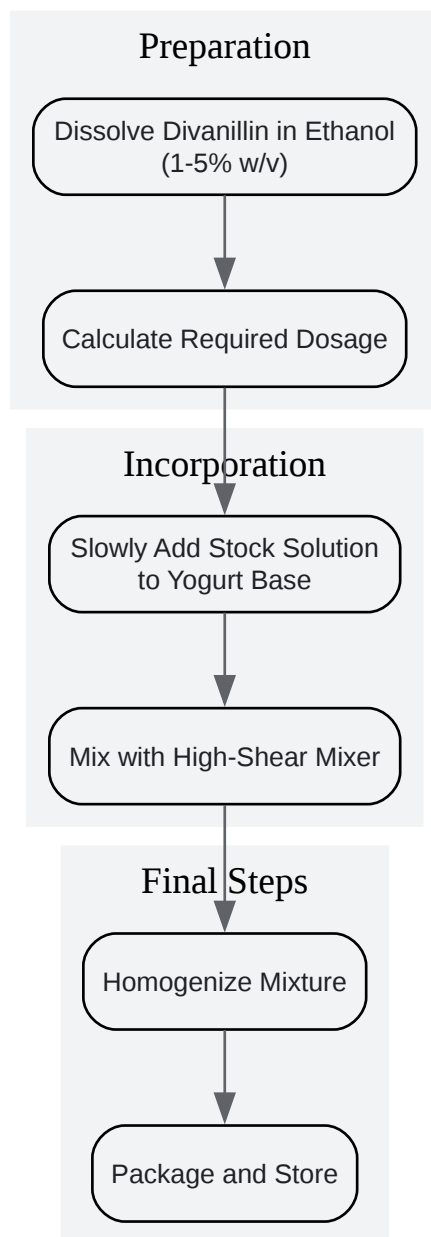 Preparation
Dissolve Divanillin in Ethanol
(1-5% w/v)
Calculate Required Dosage
Incorporation
Slowly Add Stock Solution
to Yogurt Base
Mix with High-Shear Mixer
Final Steps
Homogenize Mixture
Package and Store